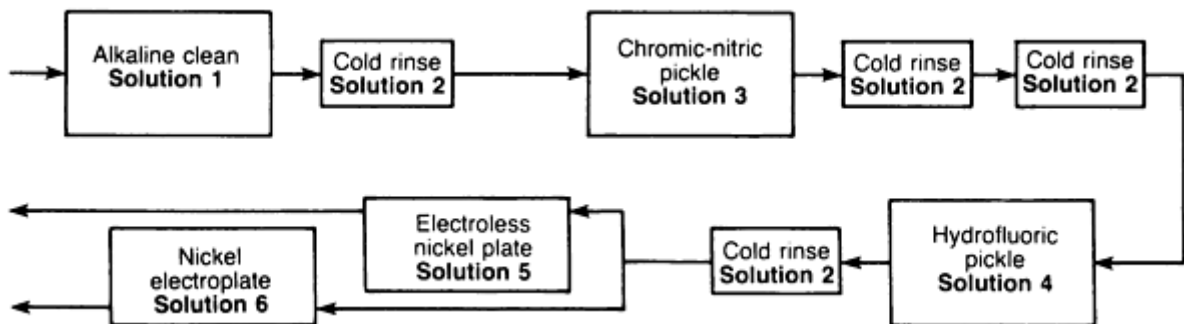 Alkaline clean
Solution 1
Cold rinse
Solution 2
Chromic-nitric
pickle
Solution 3
Cold rinse
Solution 2
Cold rinse
Solution 2
Electroless
nickel plate
Solution 5
Nickel
electroplate
Solution 6
Cold rinse
Solution 2
Hydrofluoric
pickle
Solution 4